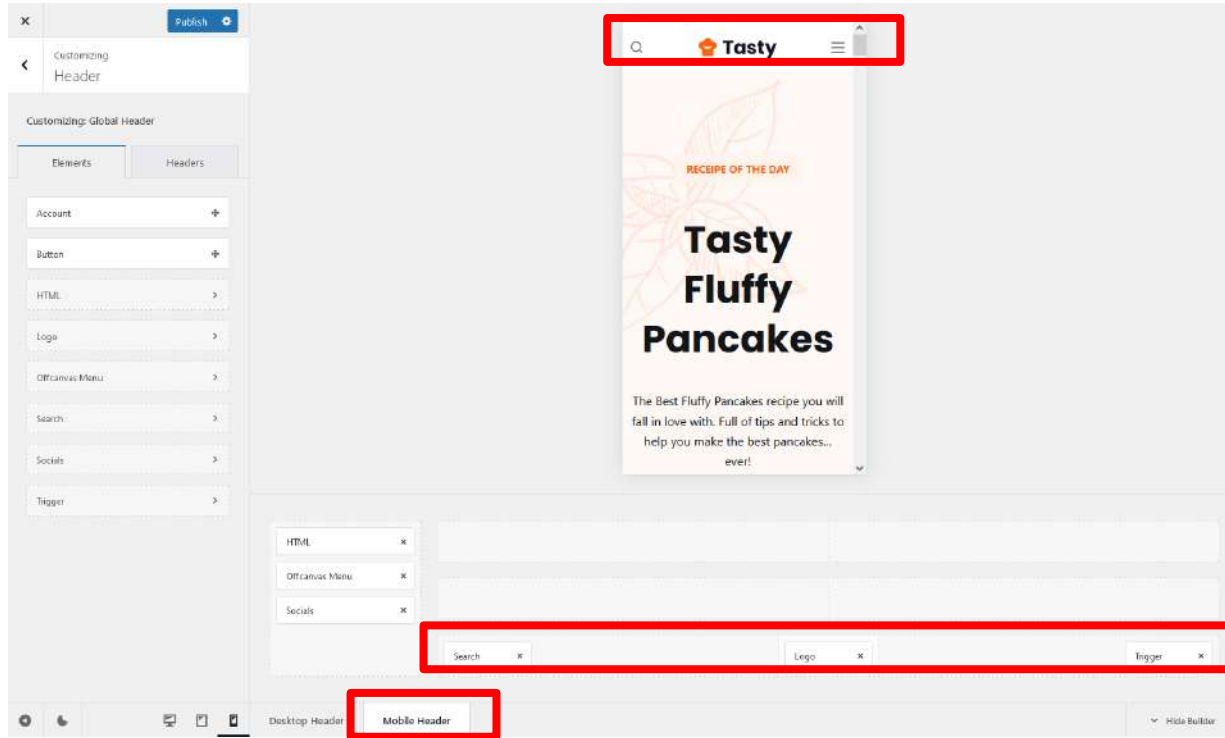 Publish
Customizing
Header
Customizing: Global Header
Elements
Headers
Account
Button
HTML
Logo
Offcanvas Menu
Search
Socials
Trigger
Tasty
RECEIPE OF THE DAY
Tasty
Fluffy
Pancakes
The Best Fluffy Pancakes recipe you will
fall in love with. Full of tips and tricks to
help you make the best pancakes...
ever!
HTML
Offcanvas Menu
Socials
Search
Logo
Trigger
Desktop Header
Mobile Header
Hide Builder